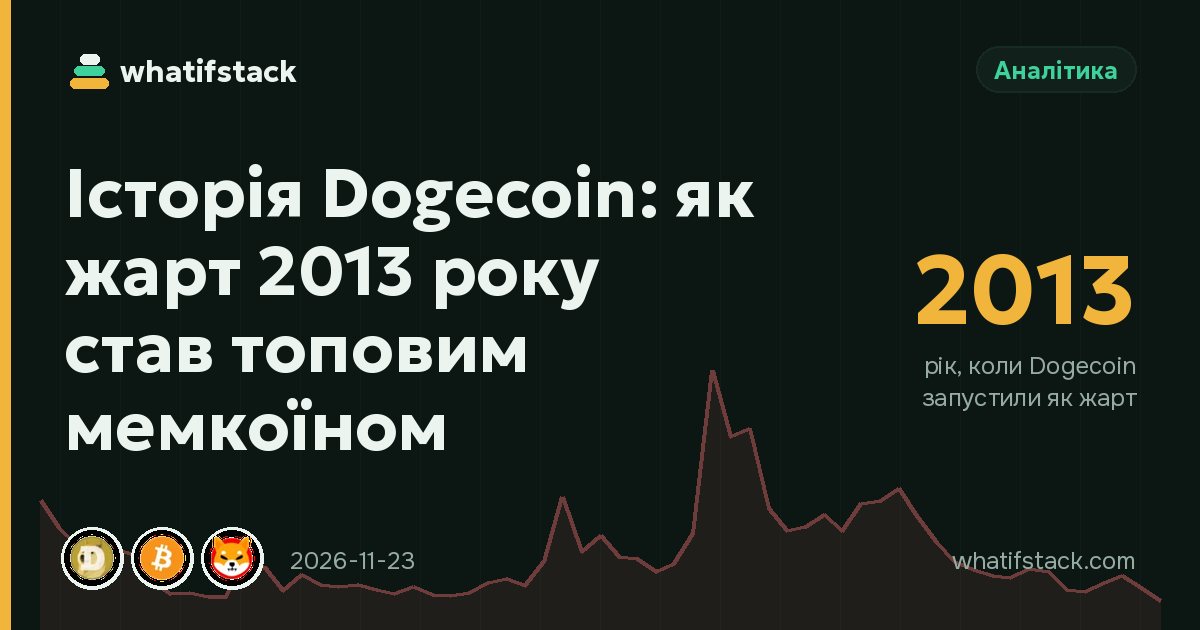 whatifstack
Аналітика
Історія Dogecoin: як
жарт 2013 року
став топовим
мемкоїном
2013
рік, коли Dogecoin
запустили як жарт
2026-11-23
whatifstack.com